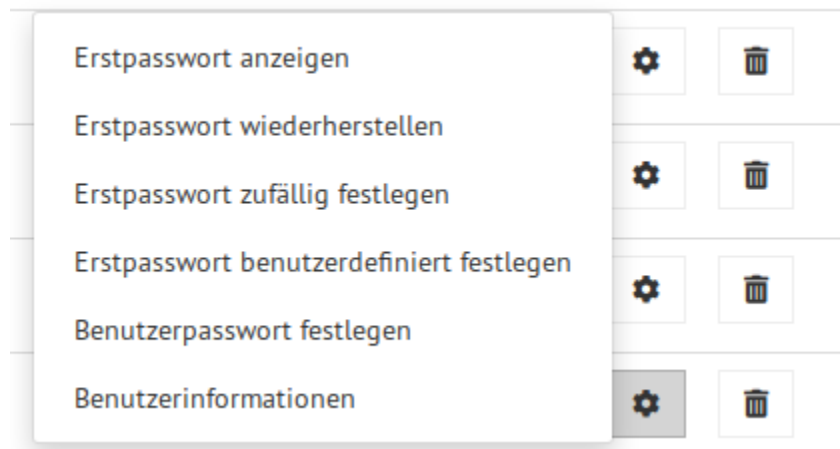 Erstpasswort anzeigen
Erstpasswort wiederherstellen
Erstpasswort zufällig festlegen
Erstpasswort benutzerdefiniert festlegen
Benutzerpasswort festlegen
Benutzerinformationen